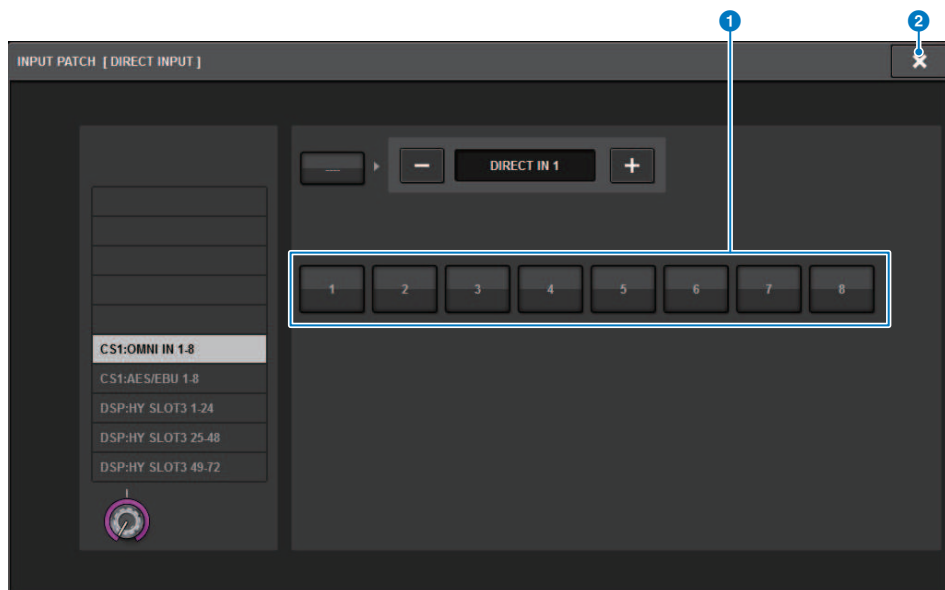 1 2
INPUT PATCH [ DIRECT INPUT ]
DIRECT IN 1
1 2 3 4 5 6 7 8
CS1:OMNI IN 1-8
CS1:AES/EBU 1-8
DSP:HY SLOT3 1-24
DSP:HY SLOT3 25-48
DSP:HY SLOT3 49-72